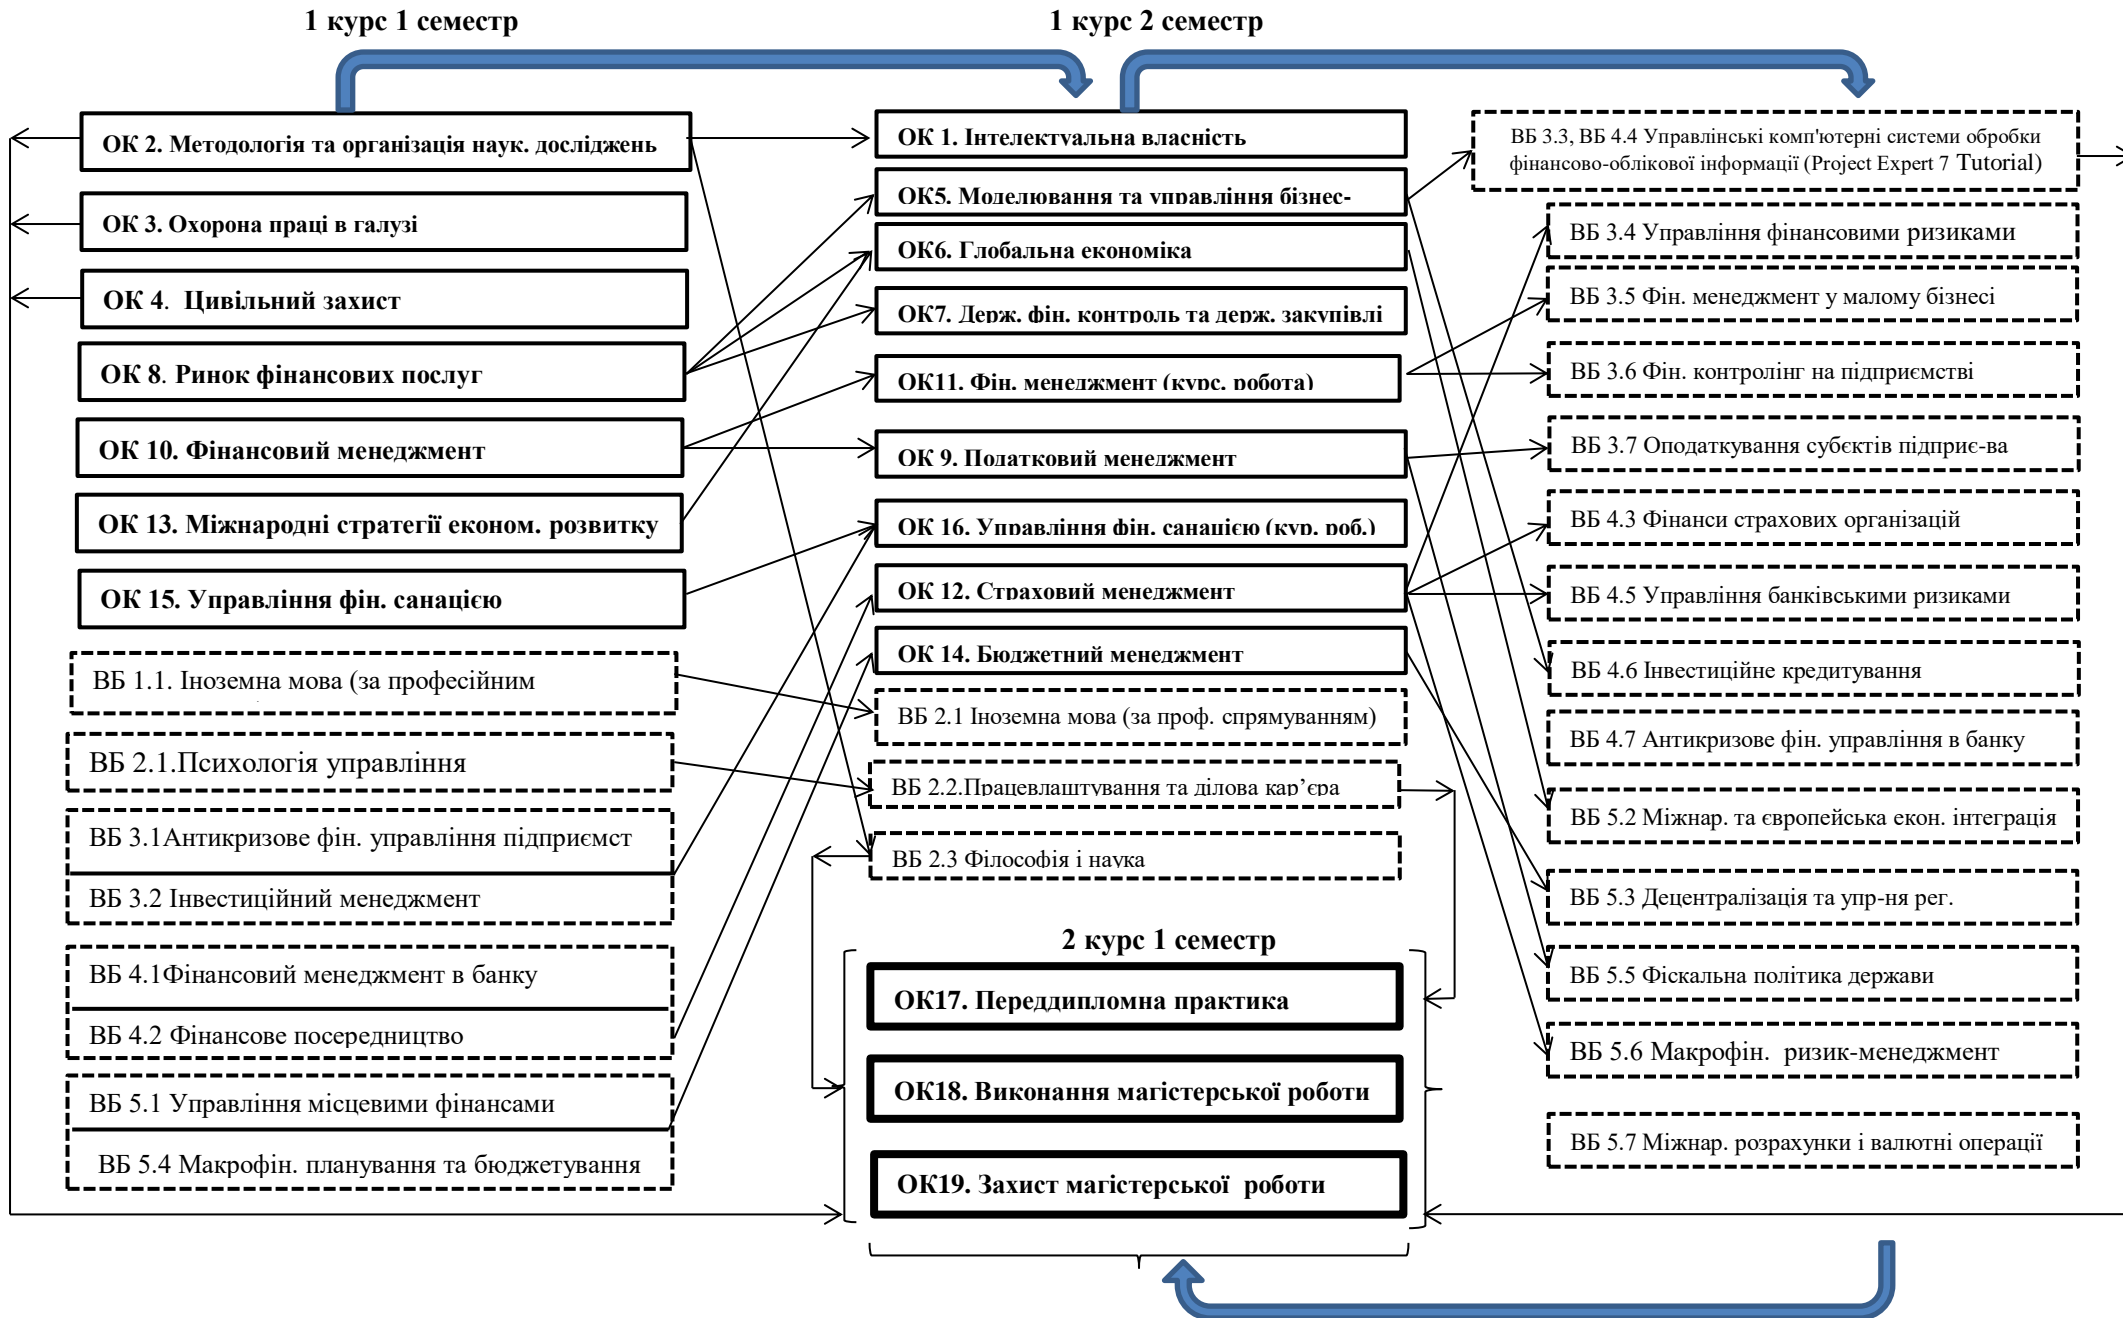 1 курс 1 семестр
1 курс 2 семестр
ОК 2. Методологія та організація наук. досліджень
ОК 3. Охорона праці в галузі
ОК 4. Цивільний захист
ОК 8. Ринок фінансових послуг
ОК 10. Фінансовий менеджмент
ОК 13. Міжнародні стратегії економ. розвитку
ОК 15. Управління фін. санацією
ВБ 1.1. Іноземна мова (за професійним
ВБ 2.1.Психологія управління
ВБ 3.1Антикризове фін. управління підприємст
ВБ 3.2 Інвестиційний менеджмент
ВБ 4.1Фінансовий менеджмент в банку
ВБ 4.2 Фінансове посередництво
ВБ 5.1 Управління місцевими фінансами
ВБ 5.4 Макрофін. планування та бюджетування
ОК 1. Інтелектуальна власність
ОК5. Моделювання та управління бізнес-
ОК6. Глобальна економіка
ОК7. Держ. фін. контроль та держ. закупівлі
ОК11. Фін. менеджмент (курс. робота)
ОК 9. Податковий менеджмент
ОК 16. Управління фін. санацією (кур. роб.)
ОК 12. Страховий менеджмент
ОК 14. Бюджетний менеджмент
ВБ 2.1 Іноземна мова (за проф. спрямуванням)
ВБ 2.2.Працевлаштування та ділова кар’єра
ВБ 2.3 Філософія і наука
2 курс 1 семестр
ОК17. Переддипломна практика
ОК18. Виконання магістерської роботи
ОК19. Захист магістерської роботи
ВБ 3.3, ВБ 4.4 Управлінські комп'ютерні системи обробки
фінансово-облікової інформації (Project Expert 7 Tutorial)
ВБ 3.4 Управління фінансовими ризиками
ВБ 3.5 Фін. менеджмент у малому бізнесі
ВБ 3.6 Фін. контролінг на підприємстві
ВБ 3.7 Оподаткування субєктів підприє-ва
ВБ 4.3 Фінанси страхових організацій
ВБ 4.5 Управління банківськими ризиками
ВБ 4.6 Інвестиційне кредитування
ВБ 4.7 Антикризове фін. управління в банку
ВБ 5.2 Міжнар. та європейська екон. інтеграція
ВБ 5.3 Децентралізація та упр-ня рег.
ВБ 5.5 Фіскальна політика держави
ВБ 5.6 Макрофін. ризик-менеджмент
ВБ 5.7 Міжнар. розрахунки і валютні операції